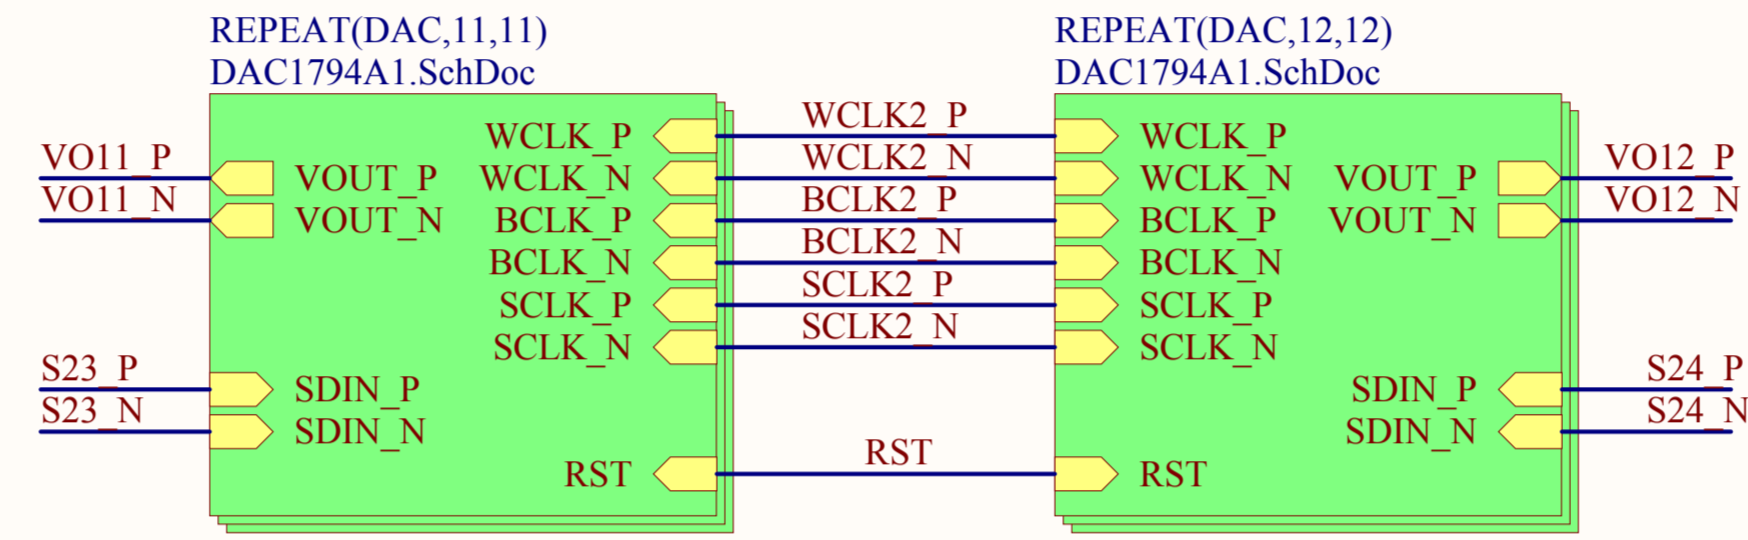 REPEAT(DAC,11,11)
DAC1794A1.SchDoc
REPEAT(DAC,12,12)
DAC1794A1.SchDoc
VO11_P
VO11_N
S23_P
S23_N
VOUT_P
VOUT_N
SDIN_P
SDIN_N
WCLK_P
WCLK_N
BCLK_P
BCLK_N
SCLK_P
SCLK_N
RST
WCLK2_P
WCLK2_N
BCLK2_P
BCLK2_N
SCLK2_P
SCLK2_N
RST
WCLK_P
WCLK_N
BCLK_P
BCLK_N
SCLK_P
SCLK_N
RST
VOUT_P
VOUT_N
SDIN_P
SDIN_N
VO12_P
VO12_N
S24_P
S24_N